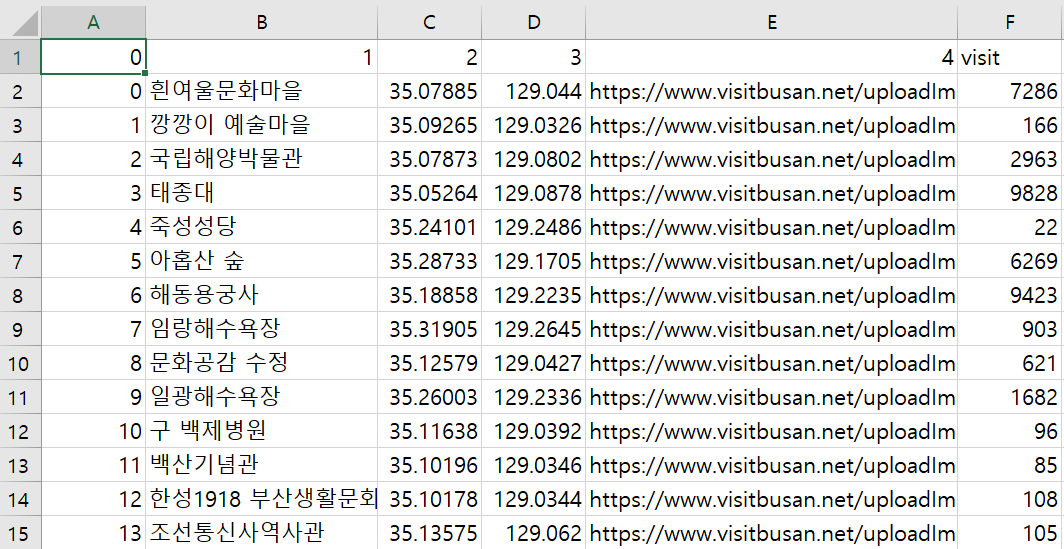 A B C D E F
1 0 1 2 3 4 visit
2 0 흰여울문화마을 35.07885 129.044 https://www.visitbusan.net/uploadIm 7286
3 1 깡깡이 예술마을 35.09265 129.0326 https://www.visitbusan.net/uploadIm 166
4 2 국립해양박물관 35.07873 129.0802 https://www.visitbusan.net/uploadIm 2963
5 3 태종대 35.05264 129.0878 https://www.visitbusan.net/uploadIm 9828
6 4 죽성성당 35.24101 129.2486 https://www.visitbusan.net/uploadIm 22
7 5 아홉산 숲 35.28733 129.1705 https://www.visitbusan.net/uploadIm 6269
8 6 해동용궁사 35.18858 129.2235 https://www.visitbusan.net/uploadIm 9423
9 7 임랑해수욕장 35.31905 129.2645 https://www.visitbusan.net/uploadIm 903
10 8 문화공감 수정 35.12579 129.0427 https://www.visitbusan.net/uploadIm 621
11 9 일광해수욕장 35.26003 129.2336 https://www.visitbusan.net/uploadIm 1682
12 10 구 백제병원 35.11638 129.0392 https://www.visitbusan.net/uploadIm 96
13 11 백산기념관 35.10196 129.0346 https://www.visitbusan.net/uploadIm 85
14 12 한성1918 부산생활문화 35.10178 129.0344 https://www.visitbusan.net/uploadIm 108
15 13 조선통신사역사관 35.13575 129.062 https://www.visitbusan.net/uploadIm 105